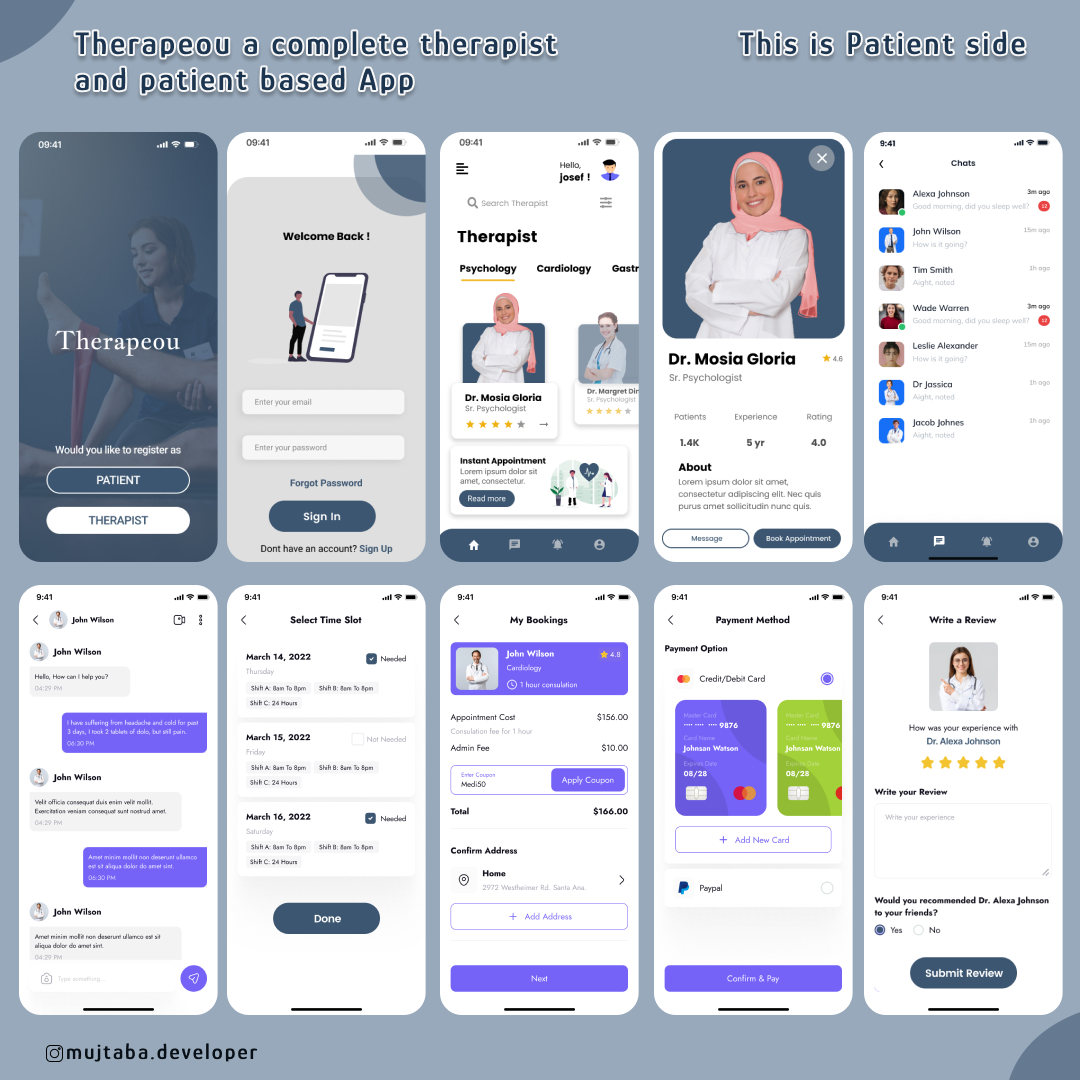 Therapeou a complete therapist
and patient based App
This is Patient side
09:41
Therapeou
Would you like to register as
PATIENT
THERAPIST
09:41
Welcome Back !
Enter your email
Enter your password
Forgot Password
Sign In
Dont have an account? Sign Up
09:41
Hello,
josef !
Search Therapist
Therapist
Psychology Cardiology Gastr
Dr. Mosia Gloria
Sr. Psychologist
Dr. Margret Din
Sr. Psychologist
Instant Appointment
Lorem ipsum dolor sit
amet, consectetur.
Read more
Dr. Mosia Gloria 4.6
Sr. Psychologist
Patients Experience Rating
1.4K 5 yr 4.0
About
Lorem ipsum dolor sit amet,
consectetur adipiscing elit. Nec quis
purus amet sollicitudin nunc quis.
Message Book Appointment
9:41
Chats
Alexa Johnson 3m ago
Good morning, did you sleep well? 12
John Wilson 15m ago
How is it going?
Tim Smith 1h ago
Aight, noted
Wade Warren 3m ago
Good morning, did you sleep well? 12
Leslie Alexander 15m ago
How is it going?
Dr Jassica 1h ago
Aight, noted
Jacob Johnes 1h ago
Aight, noted
9:41
John Wilson
John Wilson
Hello, How can I help you?
04:29 PM
I have suffering from headache and cold for past
3 days, I took 2 tablets of dolo, but still pain.
06:30 PM
John Wilson
Velit officia consequat duis enim velit mollit.
Exercitation veniam consequat sunt nostrud amet.
04:29 PM
Amet minim mollit non deserunt ullamco
est sit aliqua dolor do amet sint.
06:30 PM
John Wilson
Amet minim mollit non deserunt ullamco est sit
aliqua dolor do amet sint.
04:29 PM
Type something...
9:41
Select Time Slot
March 14, 2022 Needed
Thursday
Shift A: 8am To 8pm Shift B: 8am To 8pm
Shift C: 24 Hours
March 15, 2022 Not Needed
Friday
Shift A: 8am To 8pm Shift B: 8am To 8pm
Shift C: 24 Hours
March 16, 2022 Needed
Saturday
Shift A: 8am To 8pm Shift B: 8am To 8pm
Shift C: 24 Hours
Done
9:41
My Bookings
John Wilson 4.8
Cardiology
1 hour consulation
Appointment Cost $156.00
Consulation fee for 1 hour
Admin Fee $10.00
Enter Coupon
Medi50
Apply Coupon
Total $166.00
Confirm Address
Home
2972 Westheimer Rd. Santa Ana.
+ Add Address
Next
9:41
Payment Method
Payment Option
Credit/Debit Card
Master Card
•••• •••• •••• 9876
Card Name
Johnsan Watson
Expires Date
08/28
Master Card
•••• •••• •••• 9876
Card Name
Johnsan Watson
Expires Date
08/28
+ Add New Card
Paypal
Confirm & Pay
9:41
Write a Review
How was your experience with
Dr. Alexa Johnson
Write your Review
Write your experience
Would you recommended Dr. Alexa Johnson
to your friends?
Yes No
Submit Review
mujtaba.developer